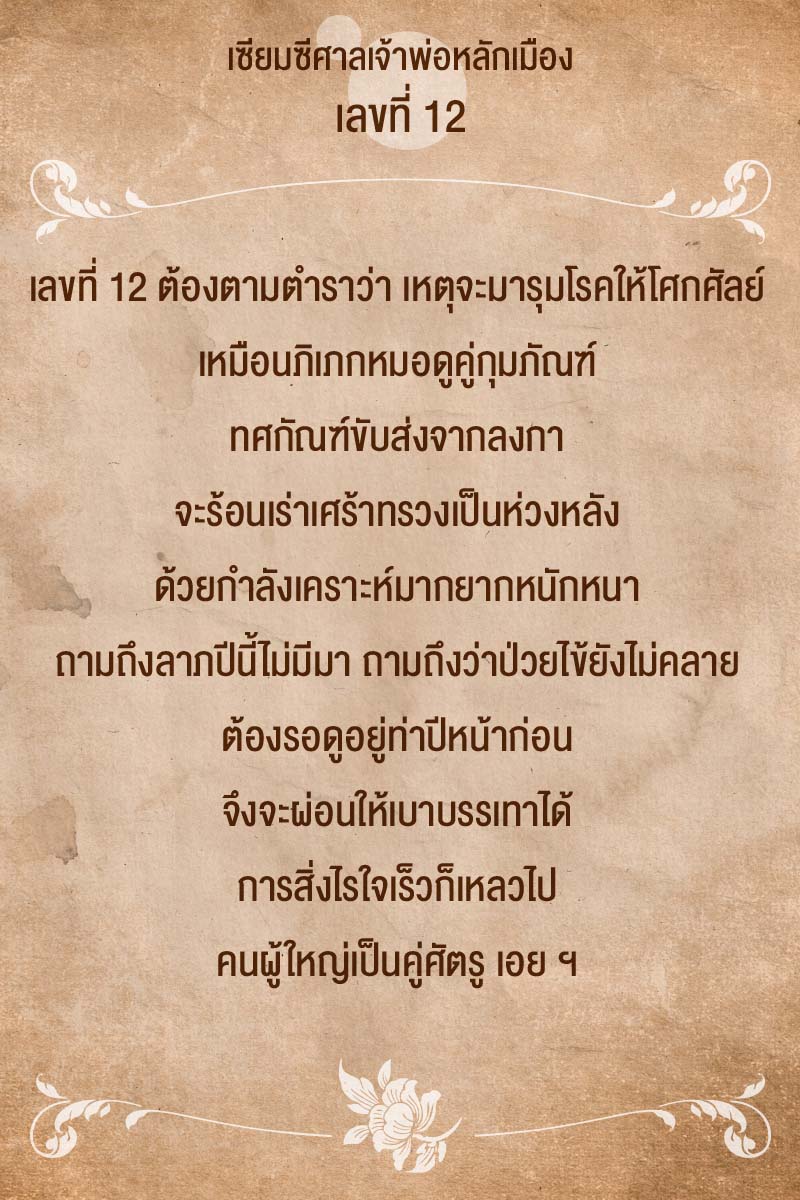 เซียมซีศาลเจ้าพ่อหลักเมือง
เลขที่ 12
เลขที่ 12 ต้องตามตำราว่า เหตุจะมารุมโรคให้โศกศัลย์
เหมือนภิเภกหมอดูคู่กุมภัณฑ์
ทศกัณฑ์ขับส่งจากลงกา
จะร้อนเร่าเศร้าทรวงเป็นห่วงหลัง
ด้วยกำลังเคราะห์มากยากหนักหนา
ถามถึงลาภปีนี้ไม่มีมา ถามถึงว่าป่วยไข้ยังไม่คลาย
ต้องรอดูอยู่ท่าปีหน้าก่อน
จึงจะผ่อนให้เบาบรรเทาได้
การสิ่งไรใจเร็วก็เหลวไป
คนผู้ใหญ่เป็นคู่ศัตรู เอย ฯ